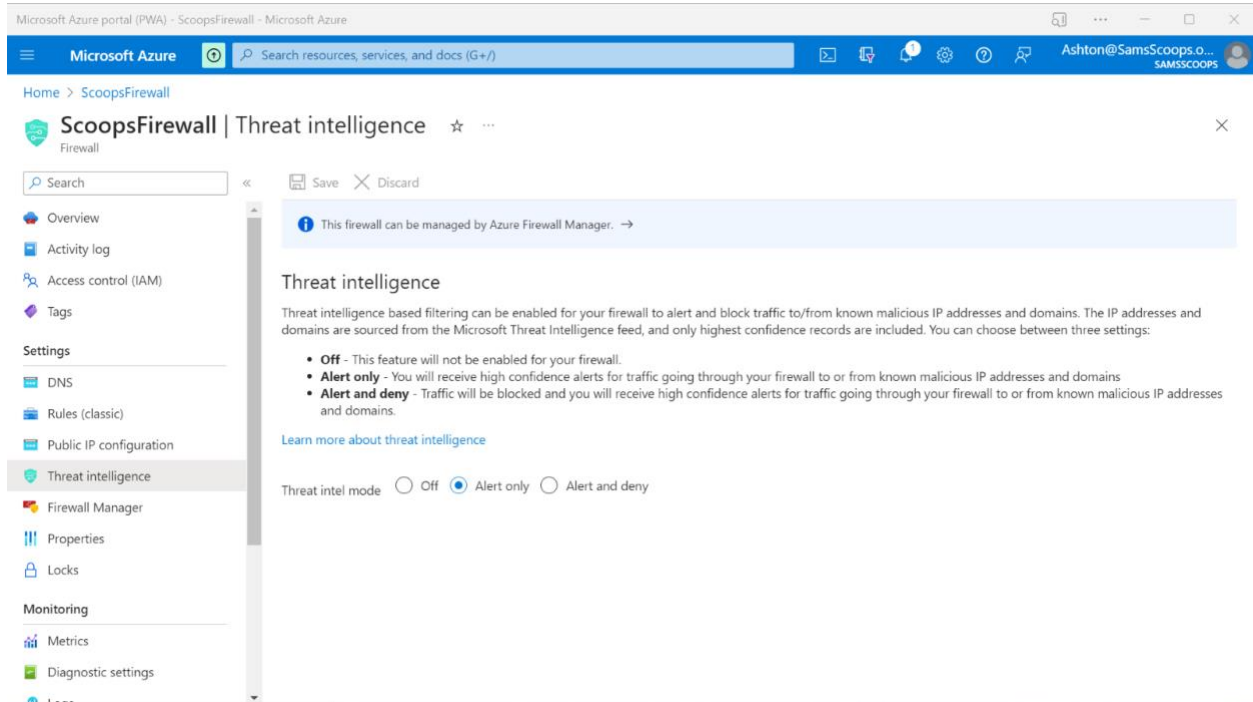 Microsoft Azure portal (PWA) - ScoopsFirewall - Microsoft Azure
Microsoft Azure
Search resources, services, and docs (G+/)
1
Ashton@SamsScoops.o...
SAMSSCOOPS
Home > ScoopsFirewall
ScoopsFirewall | Threat intelligence
Firewall
Search
Save
Discard
Overview
Activity log
Access control (IAM)
Tags
Settings
DNS
Rules (classic)
Public IP configuration
Threat intelligence
Firewall Manager
Properties
Locks
Monitoring
Metrics
Diagnostic settings
This firewall can be managed by Azure Firewall Manager. →
Threat intelligence
Threat intelligence based filtering can be enabled for your firewall to alert and block traffic to/from known malicious IP addresses and domains. The IP addresses and
domains are sourced from the Microsoft Threat Intelligence feed, and only highest confidence records are included. You can choose between three settings:
• Off - This feature will not be enabled for your firewall.
• Alert only - You will receive high confidence alerts for traffic going through your firewall to or from known malicious IP addresses and domains
• Alert and deny - Traffic will be blocked and you will receive high confidence alerts for traffic going through your firewall to or from known malicious IP addresses
and domains.
Learn more about threat intelligence
Threat intel mode Off Alert only Alert and deny